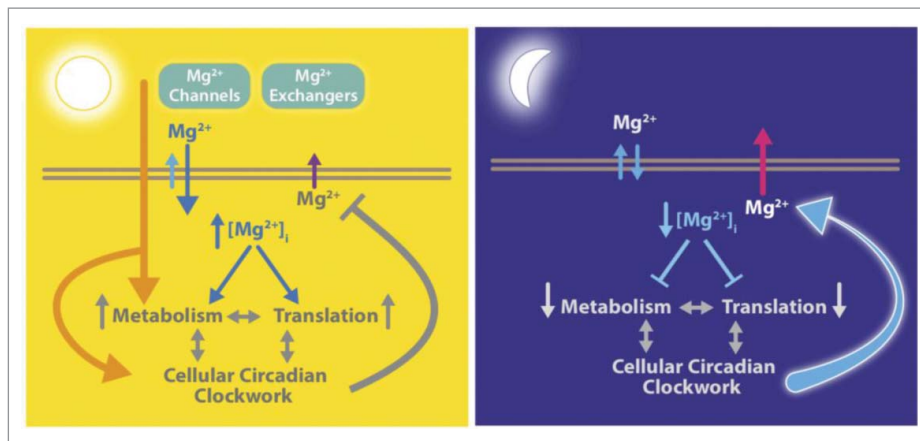 Mg²⁺
Channels
Mg²⁺
Exchangers
Mg²⁺
Mg²⁺
[Mg²⁺]ᵢ
Metabolism
Translation
Cellular Circadian
Clockwork
Mg²⁺
Mg²⁺
[Mg²⁺]ᵢ
Metabolism
Translation
Cellular Circadian
Clockwork